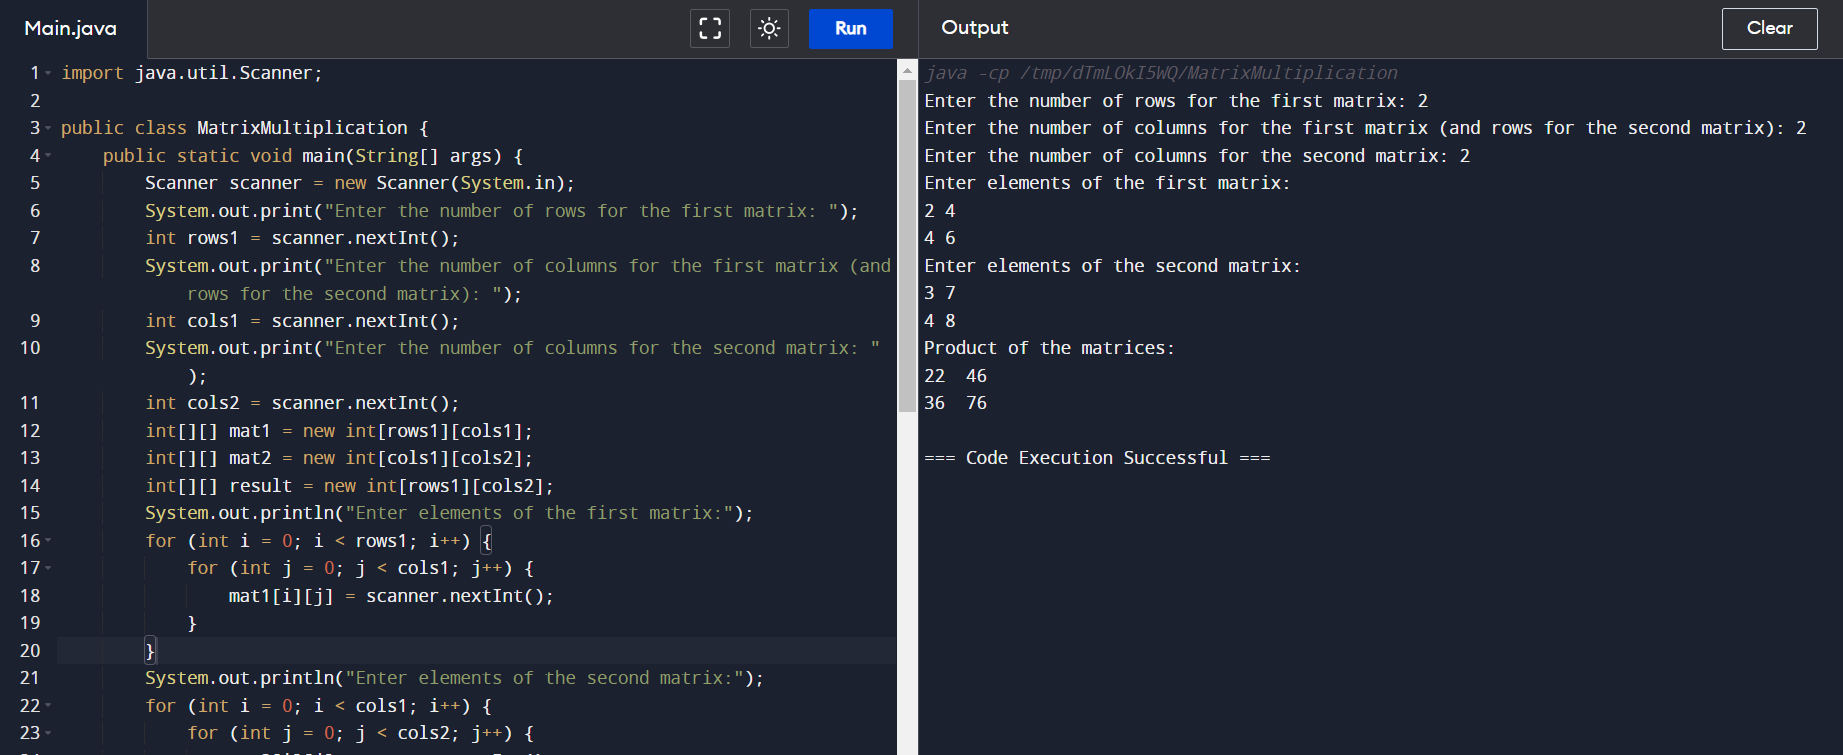 Main.java
Run
1 import java.util.Scanner;
2
3 public class MatrixMultiplication {
4 public static void main(String[] args) {
5 Scanner scanner = new Scanner(System.in);
6 System.out.print("Enter the number of rows for the first matrix: ");
7 int rows1 = scanner.nextInt();
8 System.out.print("Enter the number of columns for the first matrix (and
rows for the second matrix): ");
9 int cols1 = scanner.nextInt();
10 System.out.print("Enter the number of columns for the second matrix: "
);
11 int cols2 = scanner.nextInt();
12 int[][] mat1 = new int[rows1][cols1];
13 int[][] mat2 = new int[cols1][cols2];
14 int[][] result = new int[rows1][cols2];
15 System.out.println("Enter elements of the first matrix:");
16 for (int i = 0; i < rows1; i++) {
17 for (int j = 0; j < cols1; j++) {
18 mat1[i][j] = scanner.nextInt();
19 }
20 }
21 System.out.println("Enter elements of the second matrix:");
22 for (int i = 0; i < cols1; i++) {
23 for (int j = 0; j < cols2; j++) {
Output
Clear
java -cp /tmp/dTmLOkI5WQ/MatrixMultiplication
Enter the number of rows for the first matrix: 2
Enter the number of columns for the first matrix (and rows for the second matrix): 2
Enter the number of columns for the second matrix: 2
Enter elements of the first matrix:
2 4
4 6
Enter elements of the second matrix:
3 7
4 8
Product of the matrices:
22 46
36 76
=== Code Execution Successful ===